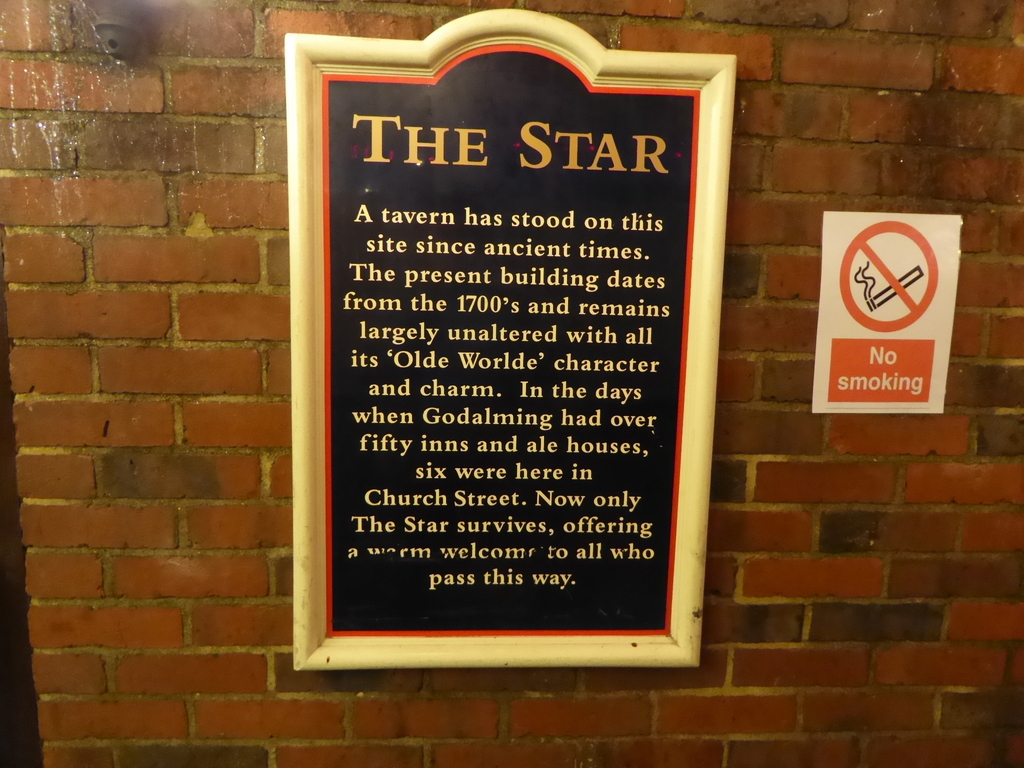 THE STAR
A tavern has stood on this
site since ancient times.
The present building dates
from the 1700's and remains
largely unaltered with all
its 'Olde Worlde' character
and charm. In the days
when Godalming had over
fifty inns and ale houses,
six were here in
Church Street. Now only
The Star survives, offering
a warm welcome to all who
pass this way.
No
smoking